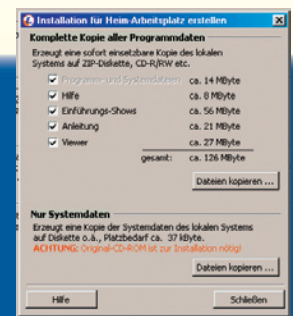 Installation für Heim-Arbeitsplatz erstellen
Komplette Kopie aller Programmdaten
Erzeugt eine sofort einsetzbare Kopie des lokalen
Systems auf ZIP-Diskette, CD-R/RW etc.
Programm- und Systemdateien ca. 14 MByte
Hilfe ca. 8 MByte
Einführungs-Shows ca. 56 MByte
Anleitung ca. 21 MByte
Viewer ca. 27 MByte
gesamt: ca. 126 MByte
Dateien kopieren ...
Nur Systemdaten
Erzeugt eine Kopie der Systemdaten des lokalen Systems
auf Diskette o.ä., Platzbedarf ca. 37 kByte.
ACHTUNG: Original-CD-ROM ist zur Installation nötig!
Dateien kopieren ...
Hilfe Schließen